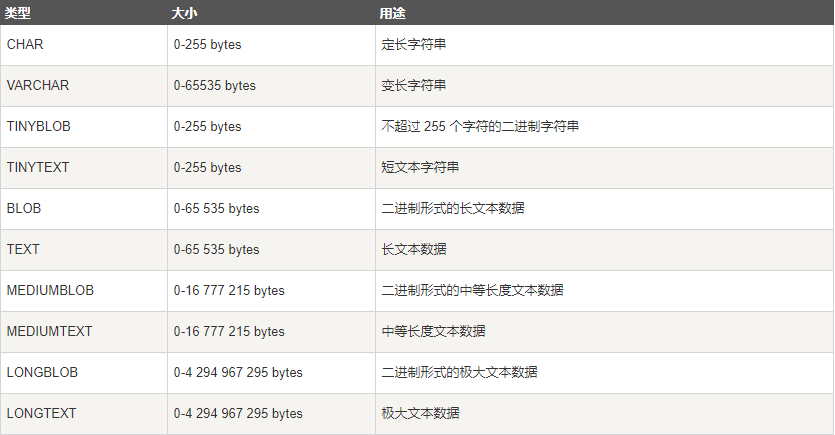 类型 大小 用途
CHAR 0-255 bytes 定长字符串
VARCHAR 0-65535 bytes 变长字符串
TINYBLOB 0-255 bytes 不超过 255 个字符的二进制字符串
TINYTEXT 0-255 bytes 短文本字符串
BLOB 0-65 535 bytes 二进制形式的长文本数据
TEXT 0-65 535 bytes 长文本数据
MEDIUMBLOB 0-16 777 215 bytes 二进制形式的中等长度文本数据
MEDIUMTEXT 0-16 777 215 bytes 中等长度文本数据
LONGBLOB 0-4 294 967 295 bytes 二进制形式的极大文本数据
LONGTEXT 0-4 294 967 295 bytes 极大文本数据